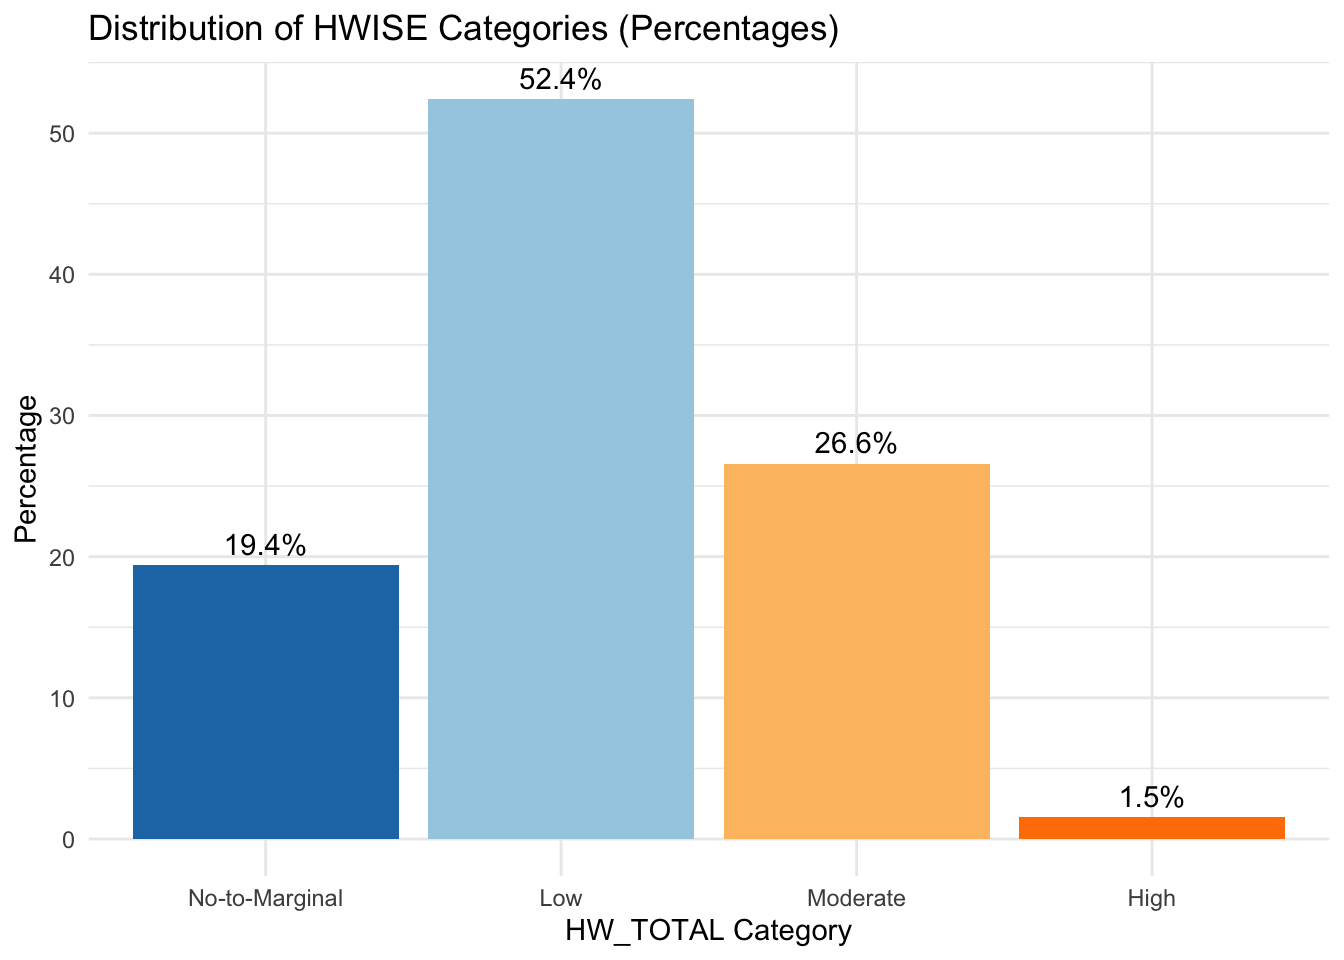 Distribution of HWISE Categories (Percentages)
52.4%
50
40
30
26.6%
20
19.4%
10
1.5%
0
Percentage
No-to-Marginal
Low
Moderate
High
HW_TOTAL Category